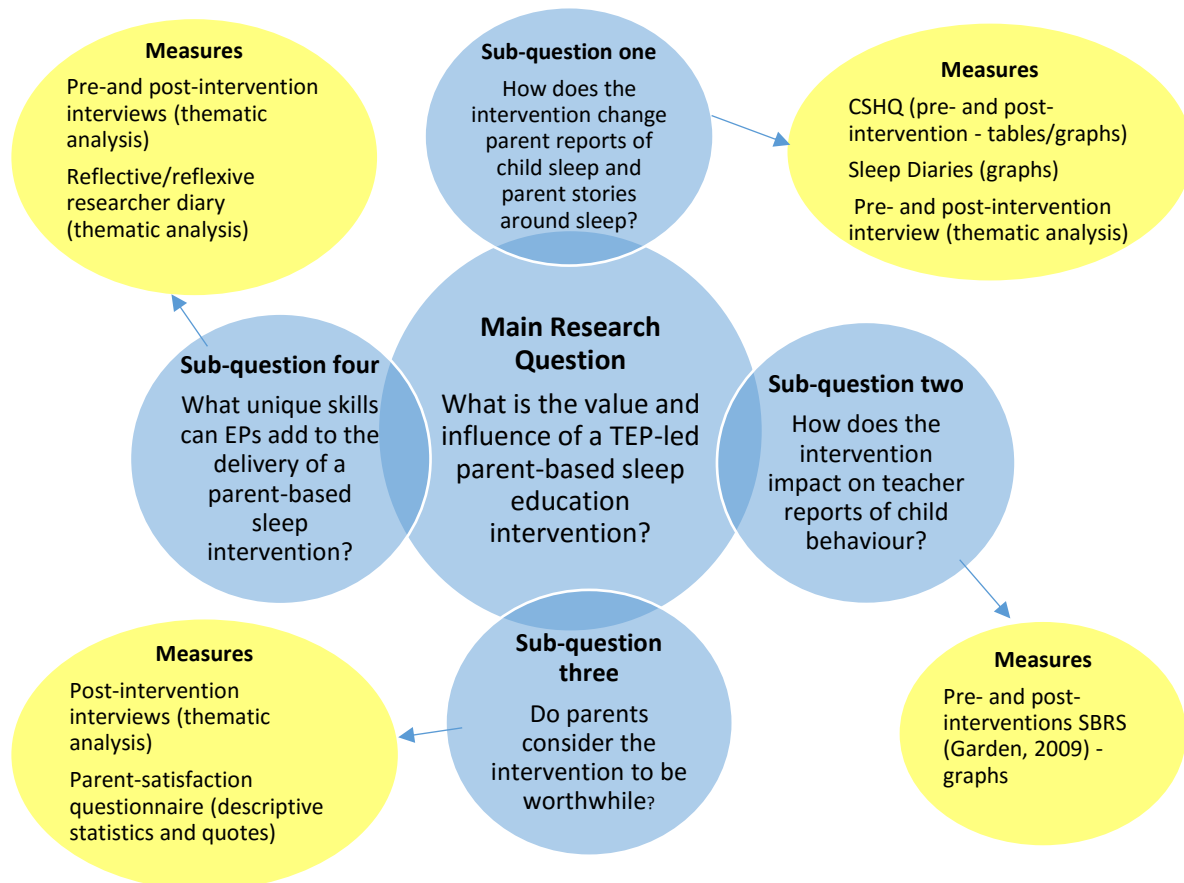 Measures
Pre-and post-intervention
interviews (thematic
analysis)
Reflective/reflexive
researcher diary
(thematic analysis)
Sub-question one
How does the
intervention change
parent reports of
child sleep and
parent stories
around sleep?
Measures
CSHQ (pre- and post-
intervention - tables/graphs)
Sleep Diaries (graphs)
Pre- and post-intervention
interview (thematic analysis)
Sub-question four
What unique skills
can EPs add to the
delivery of a
parent-based
sleep
intervention?
Main Research
Question
What is the value and
influence of a TEP-led
parent-based sleep
education
intervention?
Sub-question two
How does the
intervention
impact on teacher
reports of child
behaviour?
Measures
Post-intervention
interviews (thematic
analysis)
Parent-satisfaction
questionnaire (descriptive
statistics and quotes)
Sub-question
three
Do parents
consider the
intervention to be
worthwhile?
Measures
Pre- and post-
interventions SBRS
(Garden, 2009) -
graphs